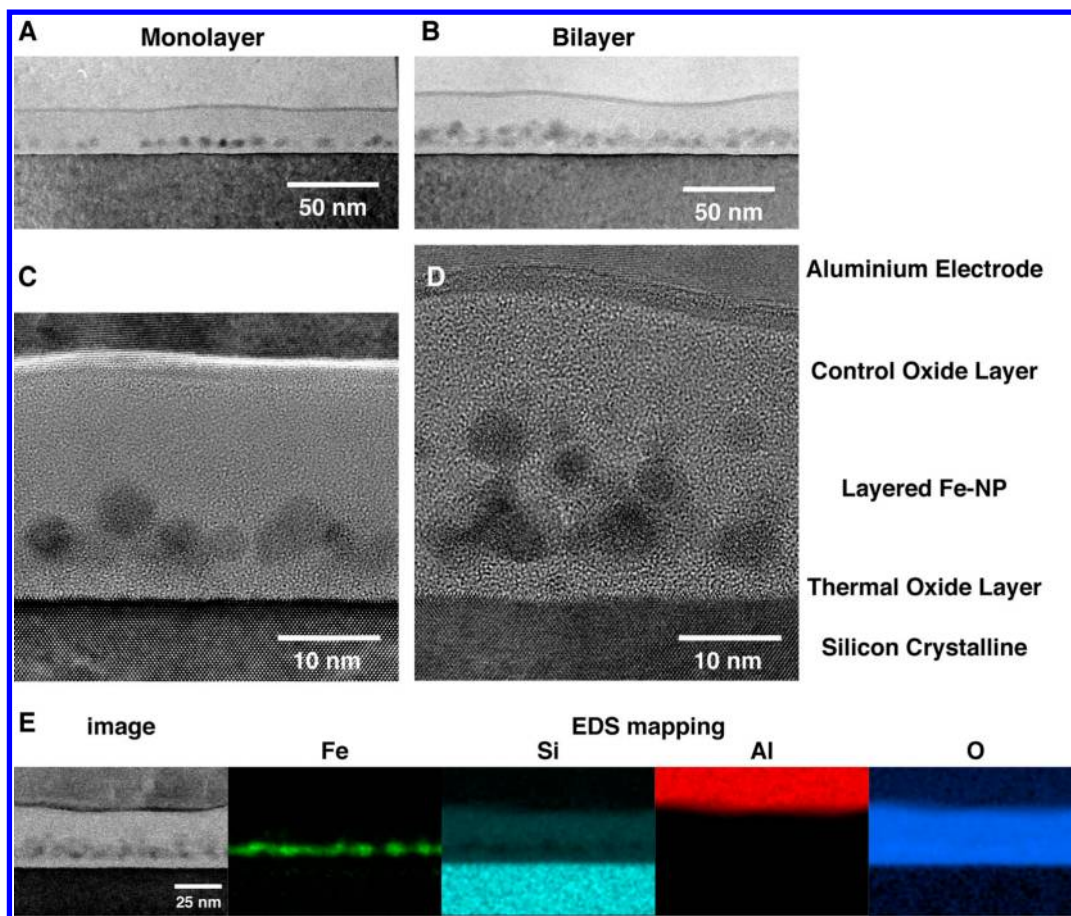 A
Monolayer
B
Bilayer
50 nm
50 nm
C
D
Aluminium Electrode
Control Oxide Layer
Layered Fe-NP
Thermal Oxide Layer
Silicon Crystalline
10 nm
10 nm
E
image
EDS mapping
Fe
Si
Al
O
25 nm